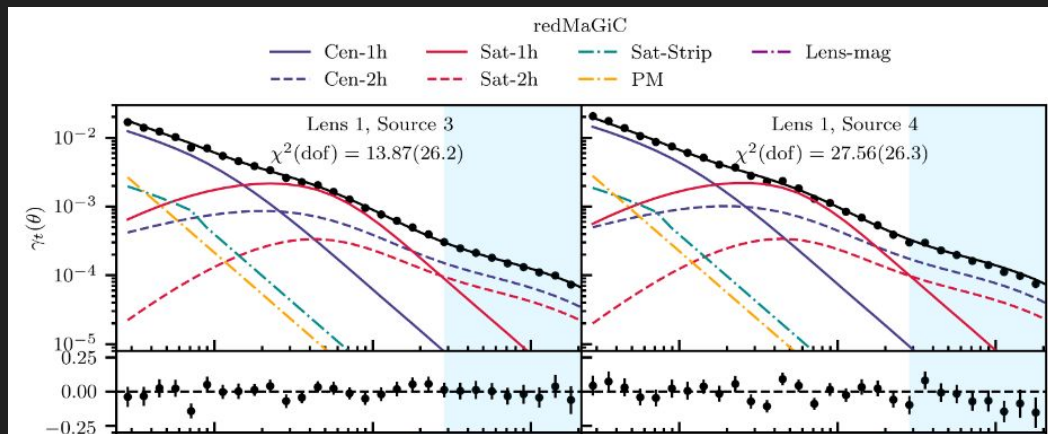 redMaGiC
Cen-1h Sat-1h Sat-Strip Lens-mag
Cen-2h Sat-2h PM
Lens 1, Source 3
χ²(dof) = 13.87(26.2)
Lens 1, Source 4
χ²(dof) = 27.56(26.3)
γₜ(θ)
10⁻²
10⁻³
10⁻⁴
10⁻⁵
0.25
0.00
−0.25